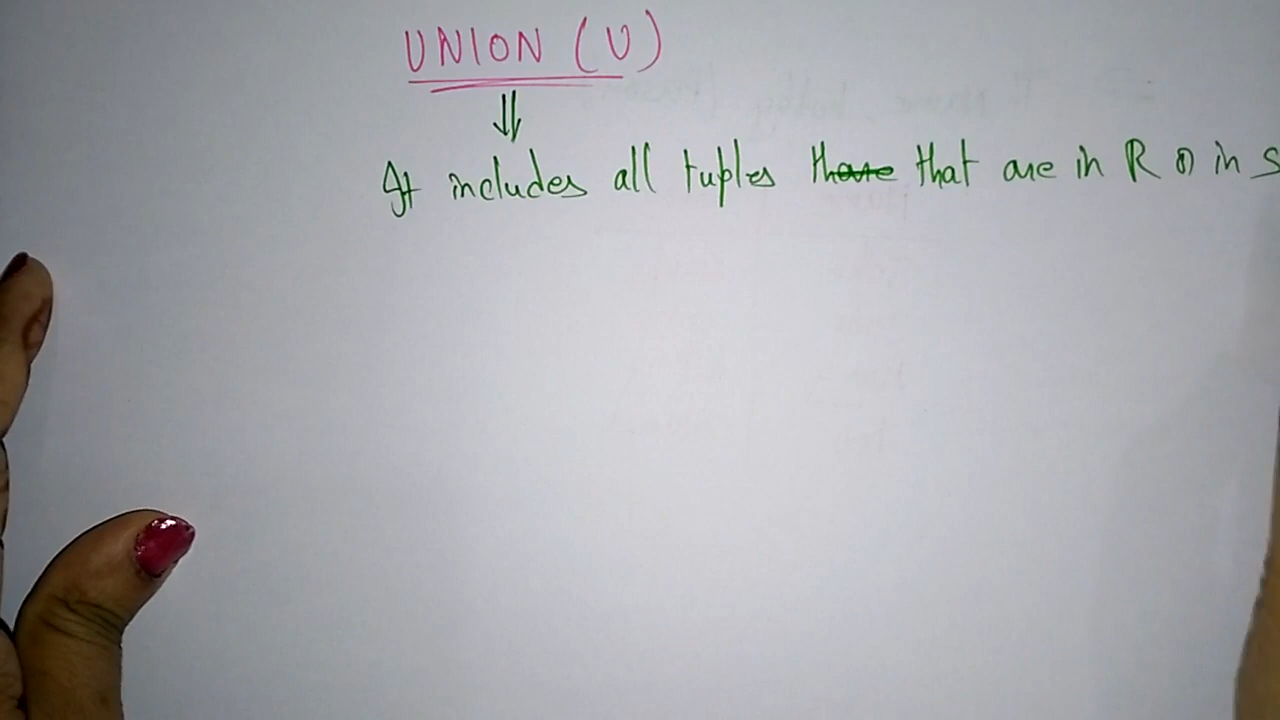 UNION (U)
It includes all tuples that are in R or in S